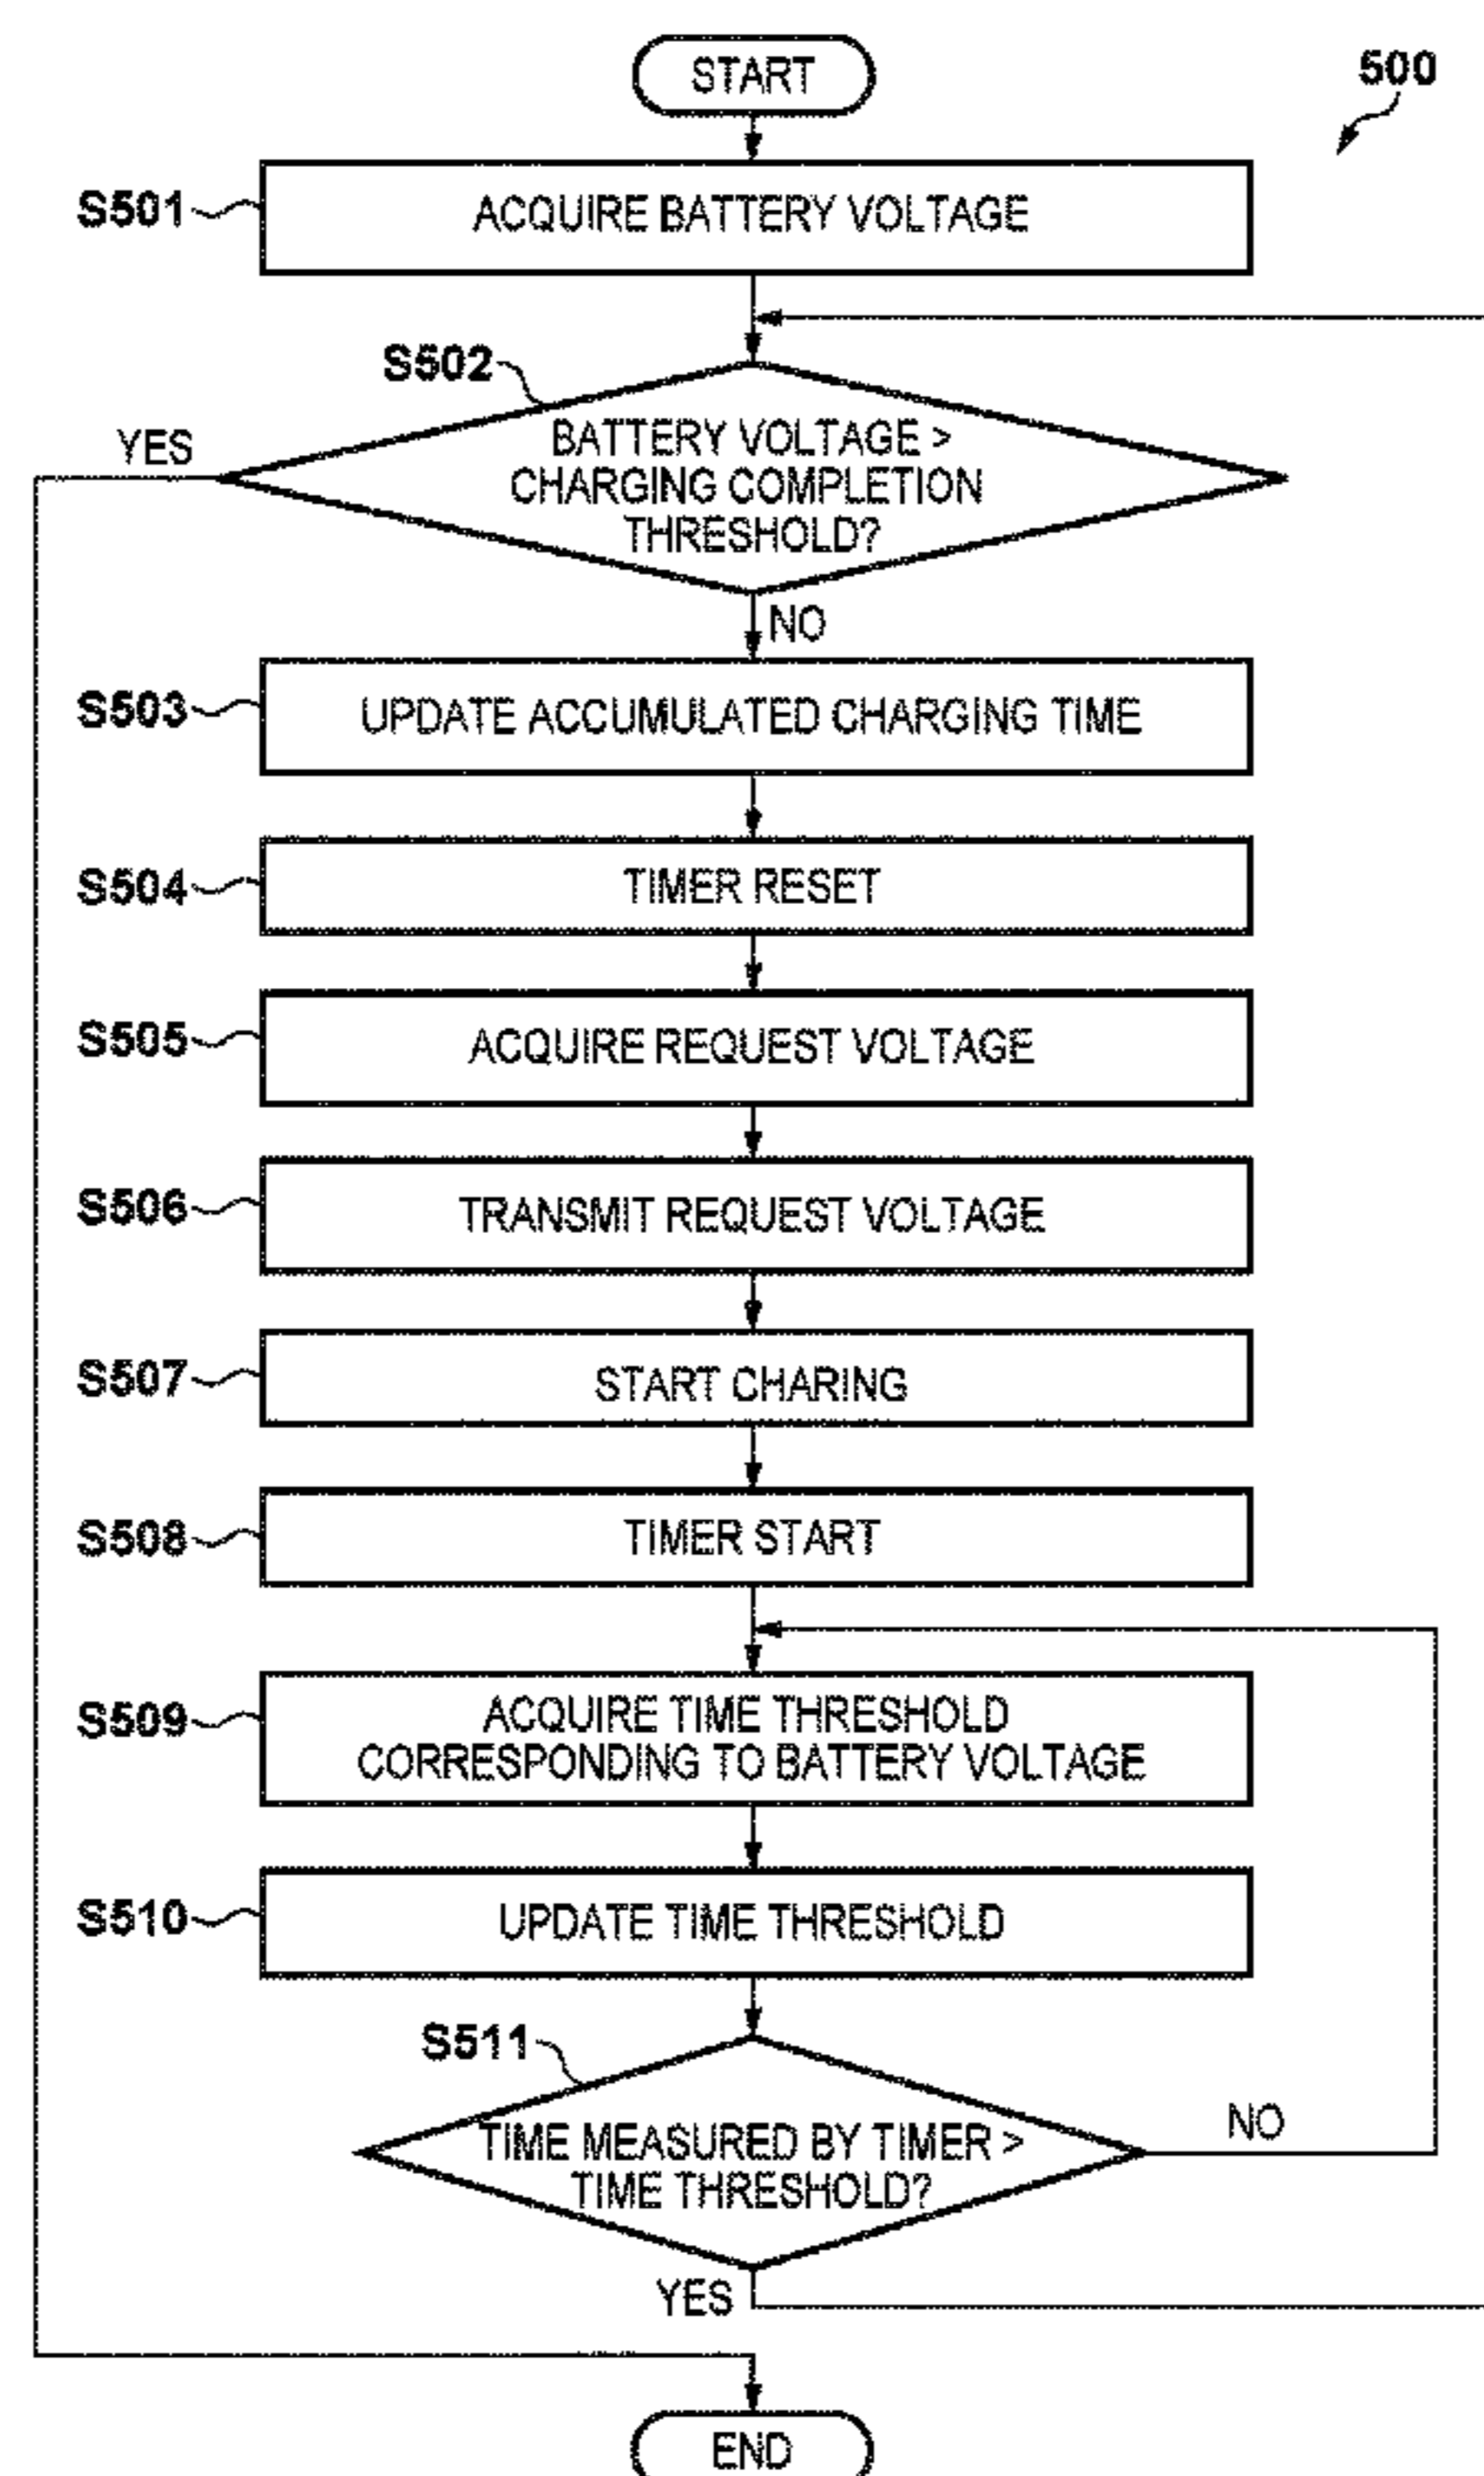 START
500
S501
ACQUIRE BATTERY VOLTAGE
S502
YES
BATTERY VOLTAGE >
CHARGING COMPLETION
THRESHOLD?
NO
S503
UPDATE ACCUMULATED CHARGING TIME
S504
TIMER RESET
S505
ACQUIRE REQUEST VOLTAGE
S506
TRANSMIT REQUEST VOLTAGE
S507
START CHARING
S508
TIMER START
S509
ACQUIRE TIME THRESHOLD
CORRESPONDING TO BATTERY VOLTAGE
S510
UPDATE TIME THRESHOLD
S511
TIME MEASURED BY TIMER >
TIME THRESHOLD?
NO
YES
END